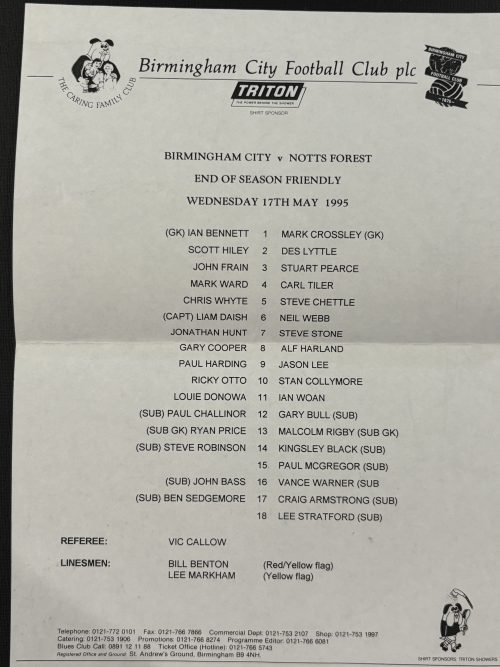 THE CARING FAMILY CLUB
Birmingham City Football Club plc
BIRMINGHAM CITY
FOOTBALL CLUB
1875
TRITON
THE POWER BEHIND THE SHOWER
SHIRT SPONSOR
BIRMINGHAM CITY v NOTTS FOREST
END OF SEASON FRIENDLY
WEDNESDAY 17TH MAY 1995
(GK) IAN BENNETT 1 MARK CROSSLEY (GK)
SCOTT HILEY 2 DES LYTTLE
JOHN FRAIN 3 STUART PEARCE
MARK WARD 4 CARL TILER
CHRIS WHYTE 5 STEVE CHETTLE
(CAPT) LIAM DAISH 6 NEIL WEBB
JONATHAN HUNT 7 STEVE STONE
GARY COOPER 8 ALF HARLAND
PAUL HARDING 9 JASON LEE
RICKY OTTO 10 STAN COLLYMORE
LOUIE DONOWA 11 IAN WOAN
(SUB) PAUL CHALLINOR 12 GARY BULL (SUB)
(SUB GK) RYAN PRICE 13 MALCOLM RIGBY (SUB GK)
(SUB) STEVE ROBINSON 14 KINGSLEY BLACK (SUB)
15 PAUL MCGREGOR (SUB)
(SUB) JOHN BASS 16 VANCE WARNER (SUB
(SUB) BEN SEDGEMORE 17 CRAIG ARMSTRONG (SUB)
18 LEE STRATFORD (SUB)
REFEREE: VIC CALLOW
LINESMEN: BILL BENTON (Red/Yellow flag)
LEE MARKHAM (Yellow flag)
Telephone: 0121-772 0101 Fax: 0121-766 7866 Commercial Dept: 0121-753 2107 Shop: 0121-753 1997
Catering: 0121-753 1906 Promotions: 0121-766 8274 Programme Editor: 0121-766 6081
Blues Club Call: 0891 12 11 88 Ticket Office (Hotline): 0121-766 5743
Registered Office and Ground: St. Andrew's Ground, Birmingham B9 4NH.
SHIRT SPONSORS: TRITON SHOWERS